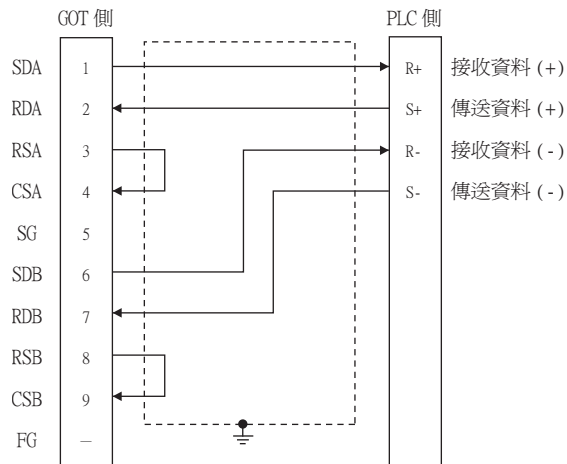 GOT 側 PLC 側
SDA 1 R+ 接收資料 (+)
RDA 2 S+ 傳送資料 (+)
RSA 3 R- 接收資料 (-)
CSA 4 S- 傳送資料 (-)
SG 5
SDB 6
RDB 7
RSB 8
CSB 9
FG —